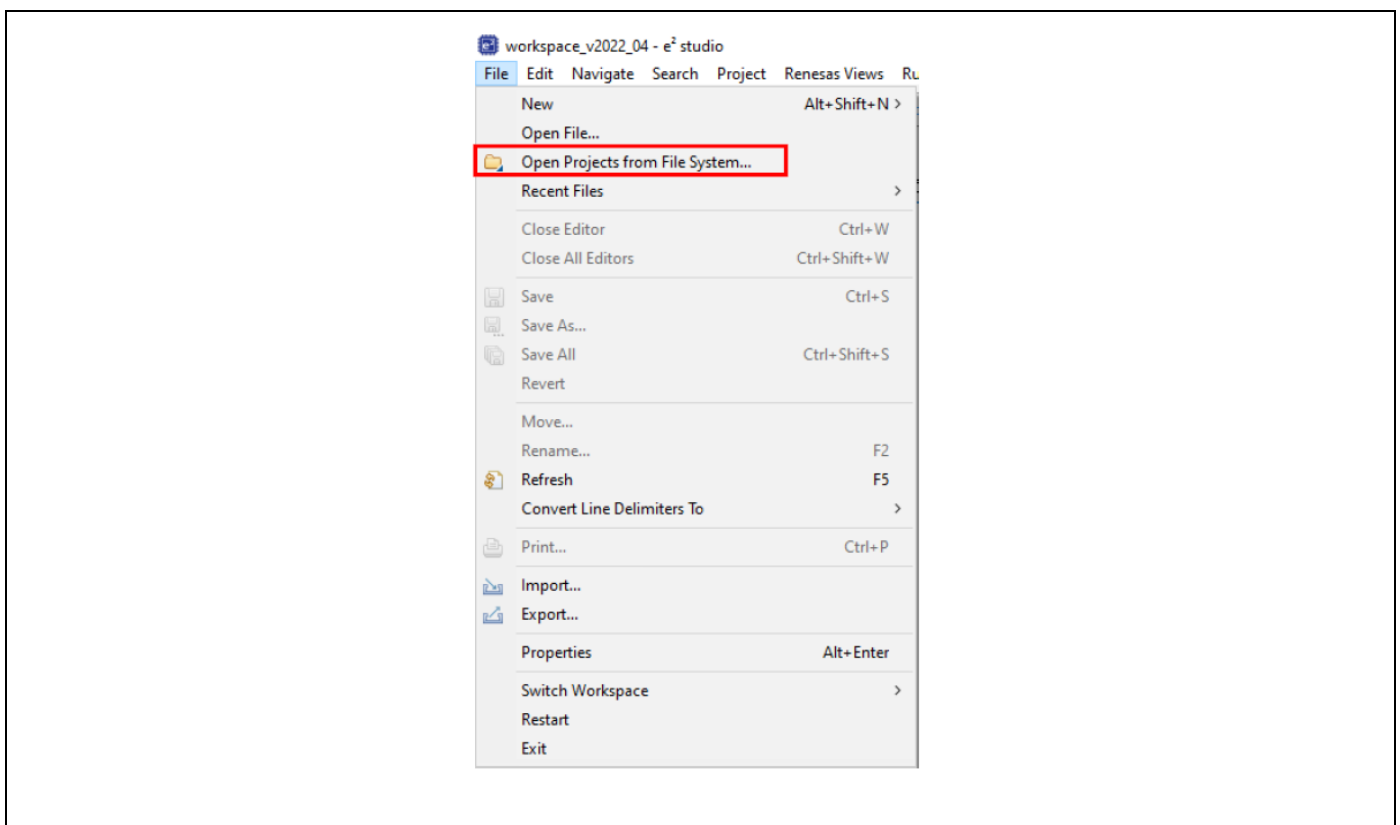 workspace_v2022_04 - e² studio
File Edit Navigate Search Project Renesas Views Ru
New Alt+Shift+N >
Open File...
Open Projects from File System...
Recent Files >
Close Editor Ctrl+W
Close All Editors Ctrl+Shift+W
Save Ctrl+S
Save As...
Save All Ctrl+Shift+S
Revert
Move...
Rename... F2
Refresh F5
Convert Line Delimiters To >
Print... Ctrl+P
Import...
Export...
Properties Alt+Enter
Switch Workspace >
Restart
Exit